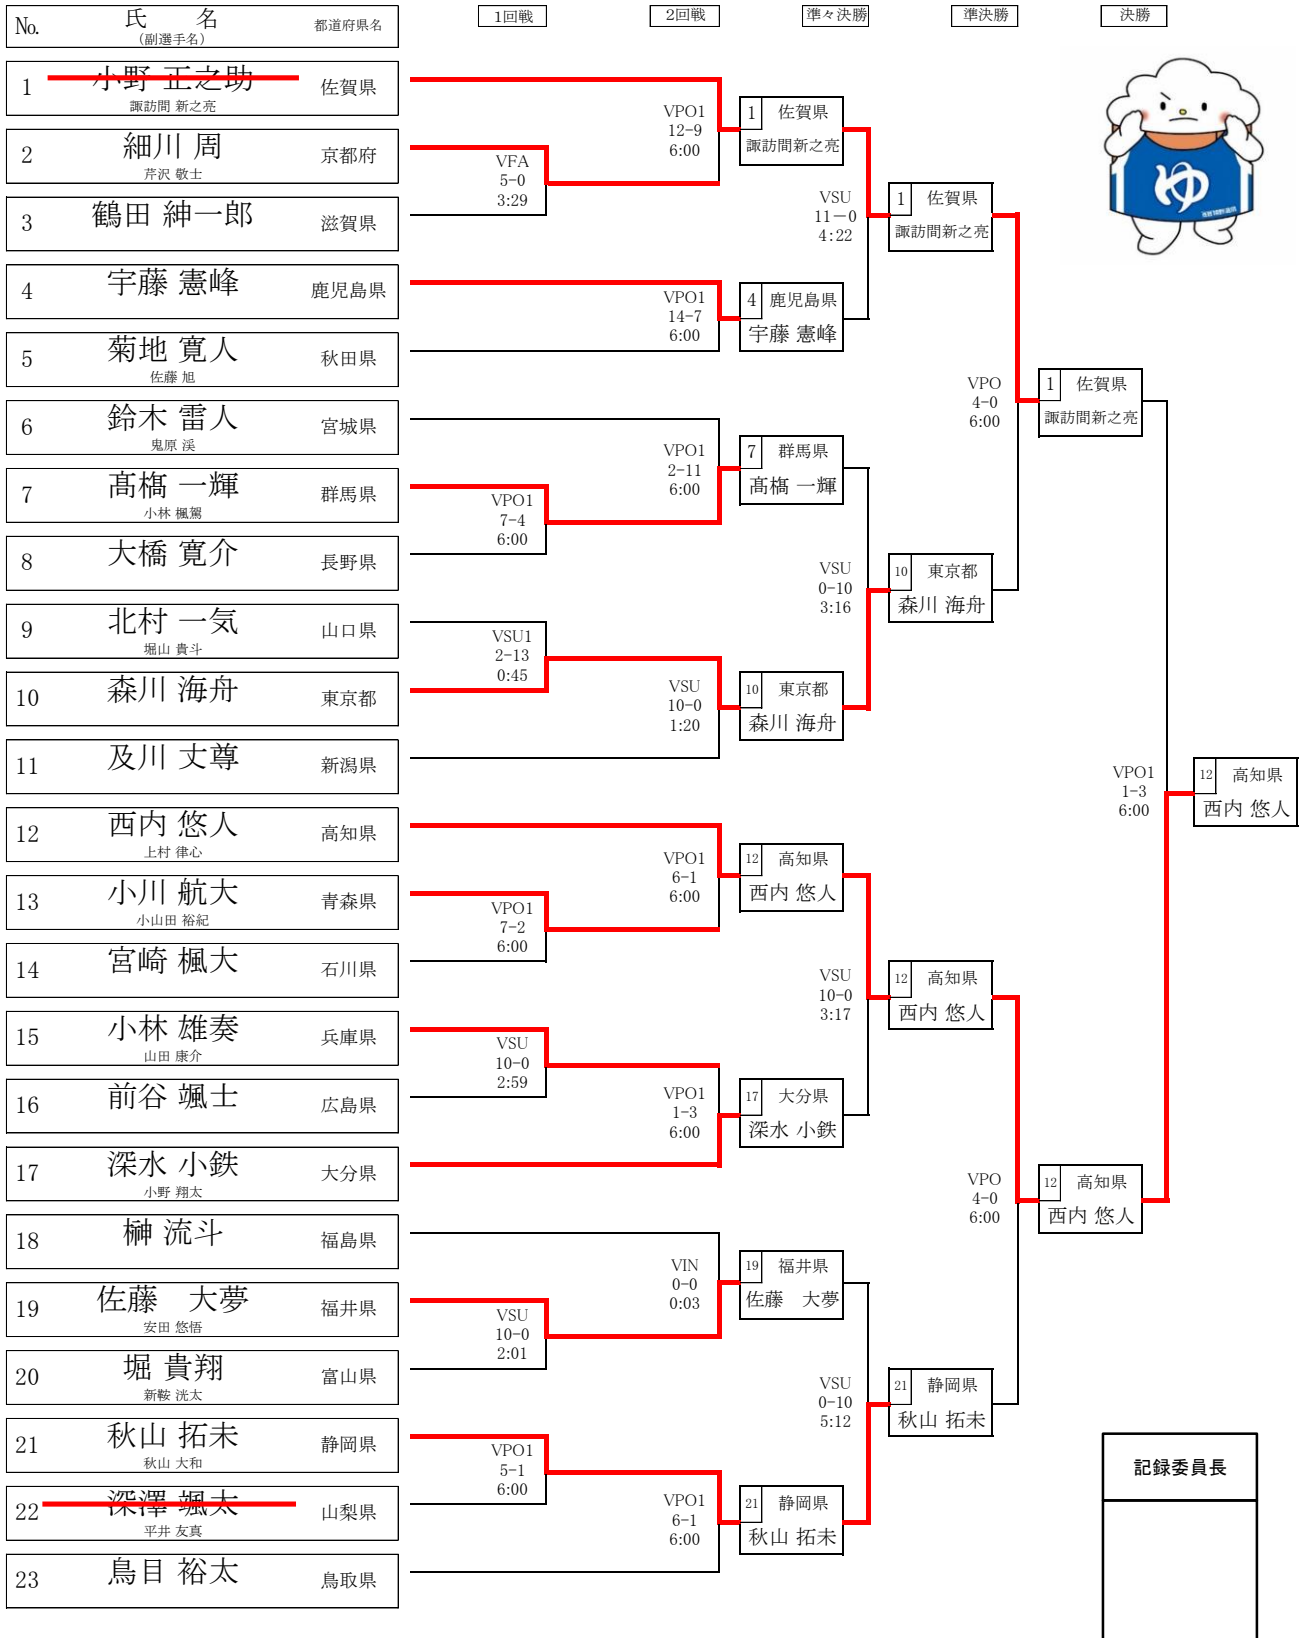 No. 氏 名 都道府県名 1回戦 2回戦 準々決勝 準決勝 決勝
(副選手名)
1 小野 正之助 佐賀県
諏訪間 新之亮
2 細川 周 京都府
芹沢 敬士
3 鶴田 紳一郎 滋賀県
4 宇藤 憲峰 鹿児島県
5 菊地 寛人 秋田県
佐藤 旭
6 鈴木 雷人 宮城県
鬼原 渓
7 髙橋 一輝 群馬県
小林 楓駕
8 大橋 寛介 長野県
9 北村 一気 山口県
堀山 貴斗
10 森川 海舟 東京都
11 及川 丈尊 新潟県
12 西内 悠人 高知県
上村 律心
13 小川 航大 青森県
小山田 裕紀
14 宮崎 楓大 石川県
15 小林 雄奏 兵庫県
山田 康介
16 前谷 颯士 広島県
17 深水 小鉄 大分県
小野 翔太
18 榊 流斗 福島県
19 佐藤 大夢 福井県
安田 悠悟
20 堀 貴翔 富山県
新鞍 洸太
21 秋山 拓未 静岡県
秋山 大和
22 深澤 颯太 山梨県
平井 友真
23 鳥目 裕太 鳥取県
VFA
5-0
3:29
VPO1
7-4
6:00
VSU1
2-13
0:45
VPO1
7-2
6:00
VSU
10-0
2:59
VSU
10-0
2:01
VPO1
5-1
6:00
VPO1
12-9
6:00
VPO1
14-7
6:00
VPO1
2-11
6:00
VSU
10-0
1:20
VPO1
6-1
6:00
VPO1
1-3
6:00
VIN
0-0
0:03
VPO1
6-1
6:00
1 佐賀県
諏訪間新之亮
4 鹿児島県
宇藤 憲峰
7 群馬県
髙橋 一輝
10 東京都
森川 海舟
12 高知県
西内 悠人
17 大分県
深水 小鉄
19 福井県
佐藤 大夢
21 静岡県
秋山 拓未
VSU
11-0
4:22
VSU
0-10
3:16
VSU
10-0
3:17
VSU
0-10
5:12
1 佐賀県
諏訪間新之亮
10 東京都
森川 海舟
12 高知県
西内 悠人
21 静岡県
秋山 拓未
VPO
4-0
6:00
VPO
4-0
6:00
1 佐賀県
諏訪間新之亮
12 高知県
西内 悠人
VPO1
1-3
6:00
12 高知県
西内 悠人
ゆ
記録委員長